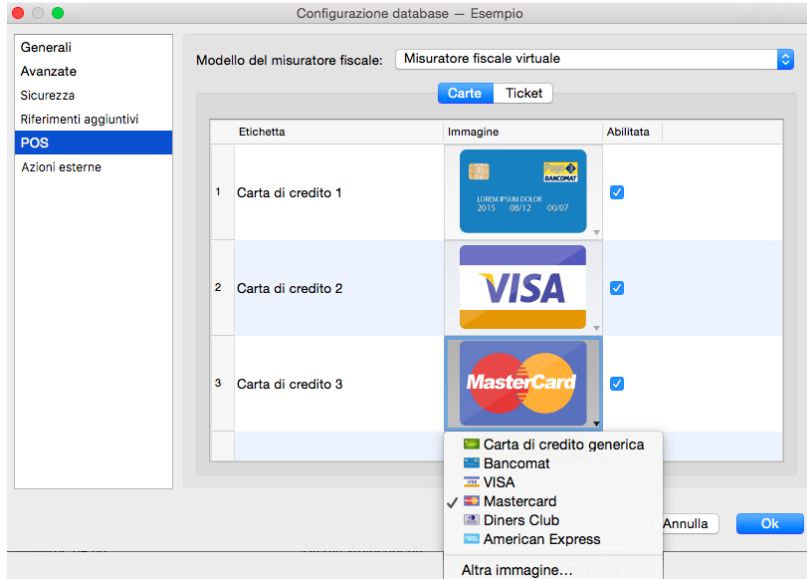 Configurazione database — Esempio
Generali
Avanzate
Sicurezza
Riferimenti aggiuntivi
POS
Azioni esterne
Modello del misuratore fiscale: Misuratore fiscale virtuale
Carte Ticket
Etichetta Immagine Abilitata
Pago
BANCOMAT
1 Carta di credito 1
LOREM IPSUM DOLOR
2015 08/12 00/07
2 Carta di credito 2
VISA
3 Carta di credito 3
MasterCard
Carta di credito generica
Bancomat
VISA
✓ Mastercard
Diners Club
American Express
Altra immagine...
Annulla Ok